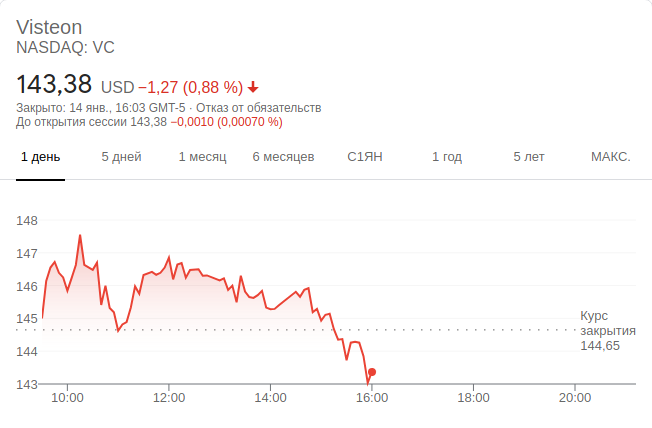 Visteon
NASDAQ: VC
143,38 USD −1,27 (0,88 %)
Закрыто: 14 янв., 16:03 GMT-5 · Отказ от обязательств
До открытия сессии 143,38 −0,0010 (0,00070 %)
1 день 5 дней 1 месяц 6 месяцев С1ЯН 1 год 5 лет МАКС.
148
147
146
145
Курс
закрытия
144,65
144
143
10:00 12:00 14:00 16:00 18:00 20:00